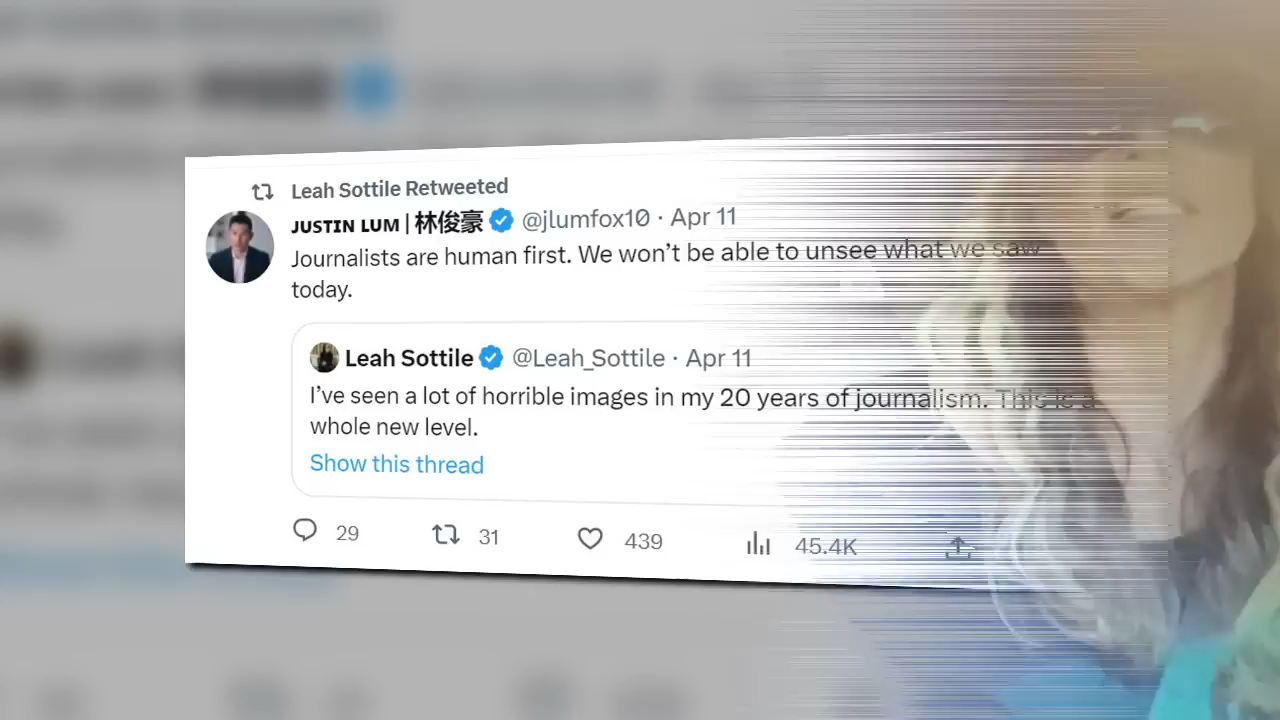 Leah Sottile Retweeted
JUSTIN LUM | 林俊豪 @jlumfox10 · Apr 11
Journalists are human first. We won't be able to unsee what we saw
today.
Leah Sottile @Leah_Sottile · Apr 11
I've seen a lot of horrible images in my 20 years of journalism. This is a
whole new level.
Show this thread
29 31 439 45.4K